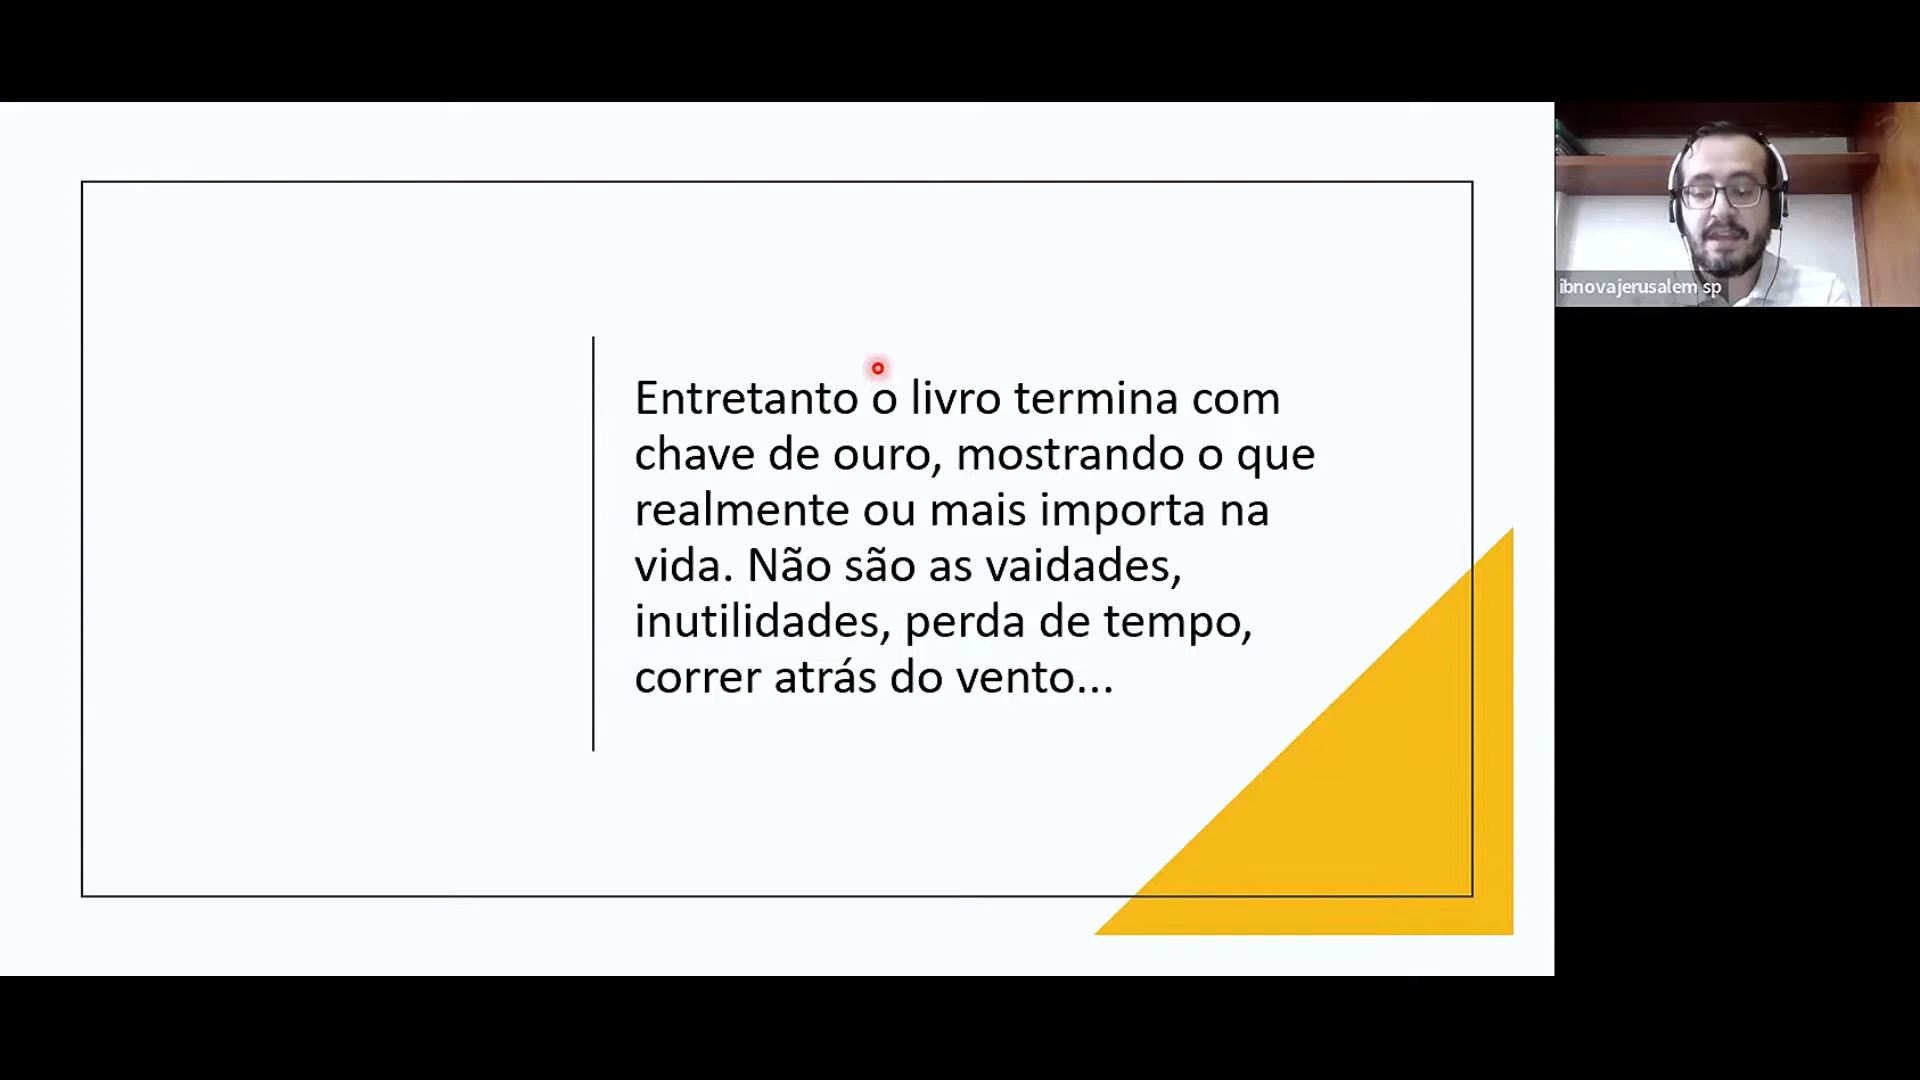 Entretanto o livro termina com
chave de ouro, mostrando o que
realmente ou mais importa na
vida. Não são as vaidades,
inutilidades, perda de tempo,
correr atrás do vento...
ibnovajerusalem sp